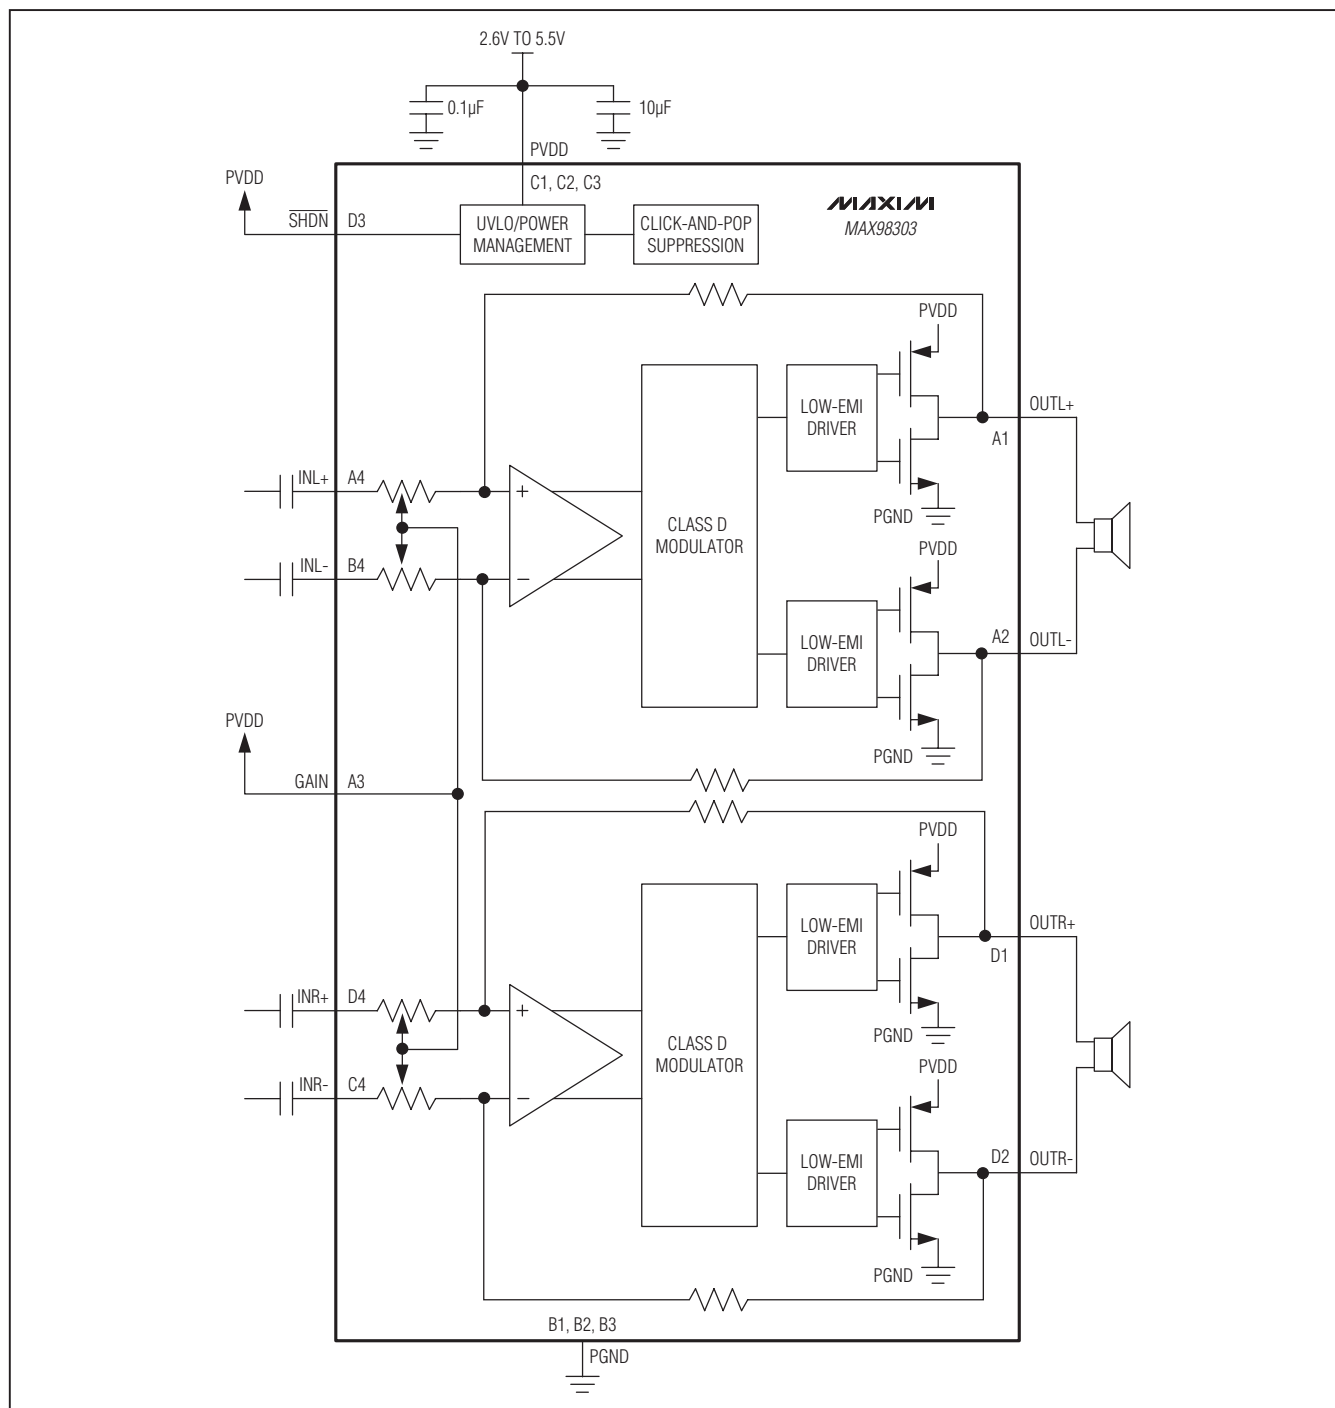 2.6V TO 5.5V
0.1µF
10µF
PVDD
PVDD
C1, C2, C3
SHDN
D3
UVLO/POWER
MANAGEMENT
CLICK-AND-POP
SUPPRESSION
MAXIM
MAX98303
PVDD
LOW-EMI
DRIVER
OUTL+
A1
PGND
INL+
A4
+
CLASS D
MODULATOR
INL-
B4
−
PVDD
LOW-EMI
DRIVER
A2
OUTL-
PGND
PVDD
GAIN
A3
PVDD
LOW-EMI
DRIVER
OUTR+
D1
PGND
INR+
D4
+
CLASS D
MODULATOR
INR-
C4
−
PVDD
LOW-EMI
DRIVER
D2
OUTR-
PGND
B1, B2, B3
PGND